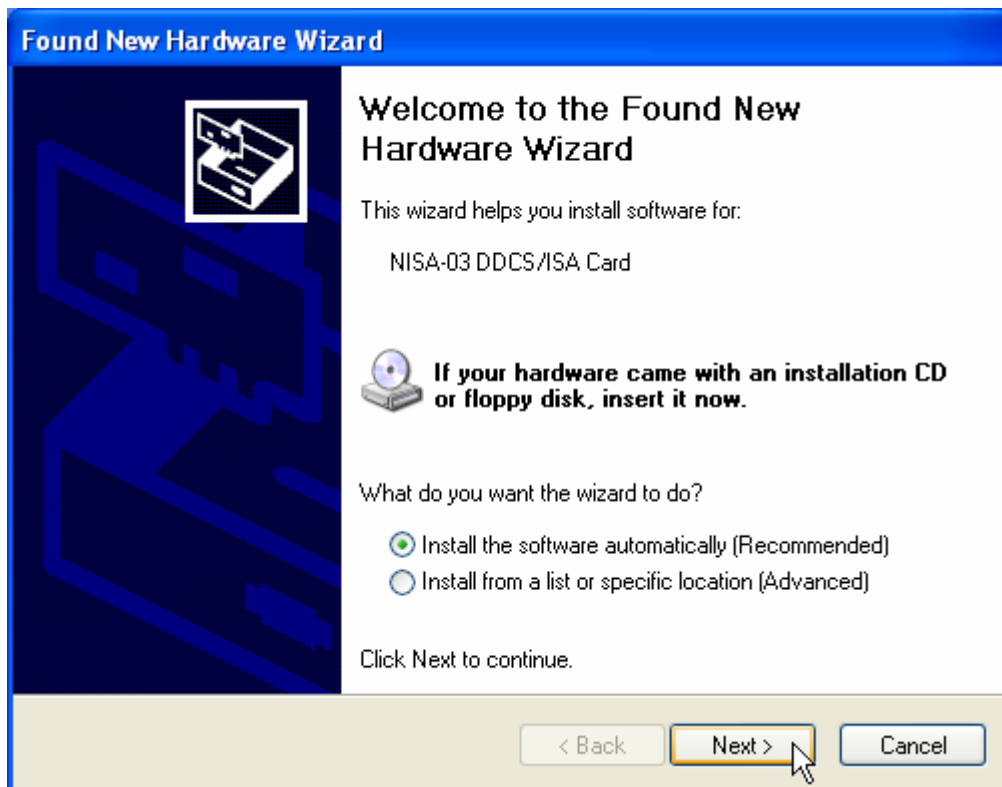 Found New Hardware Wizard
Welcome to the Found New
Hardware Wizard
This wizard helps you install software for:
NISA-03 DDCS/ISA Card
If your hardware came with an installation CD
or floppy disk, insert it now.
What do you want the wizard to do?
Install the software automatically (Recommended)
Install from a list or specific location (Advanced)
Click Next to continue.
< Back Next > Cancel